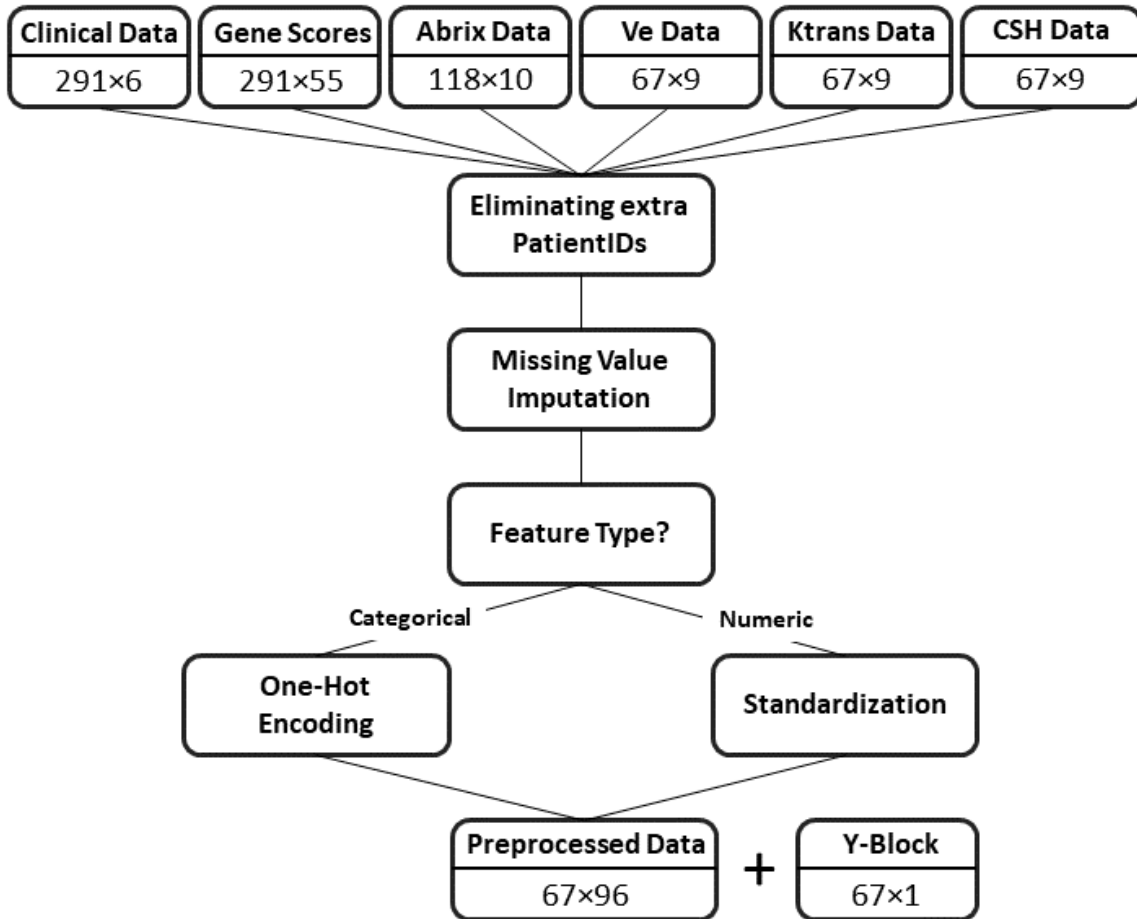 Clinical Data
Gene Scores
Abrix Data
Ve Data
Ktrans Data
CSH Data
291×6
291×55
118×10
67×9
67×9
67×9
Eliminating extra
PatientIDs
Missing Value
Imputation
Feature Type?
Categorical
Numeric
One-Hot
Encoding
Standardization
Preprocessed Data
67×96
+
Y-Block
67×1